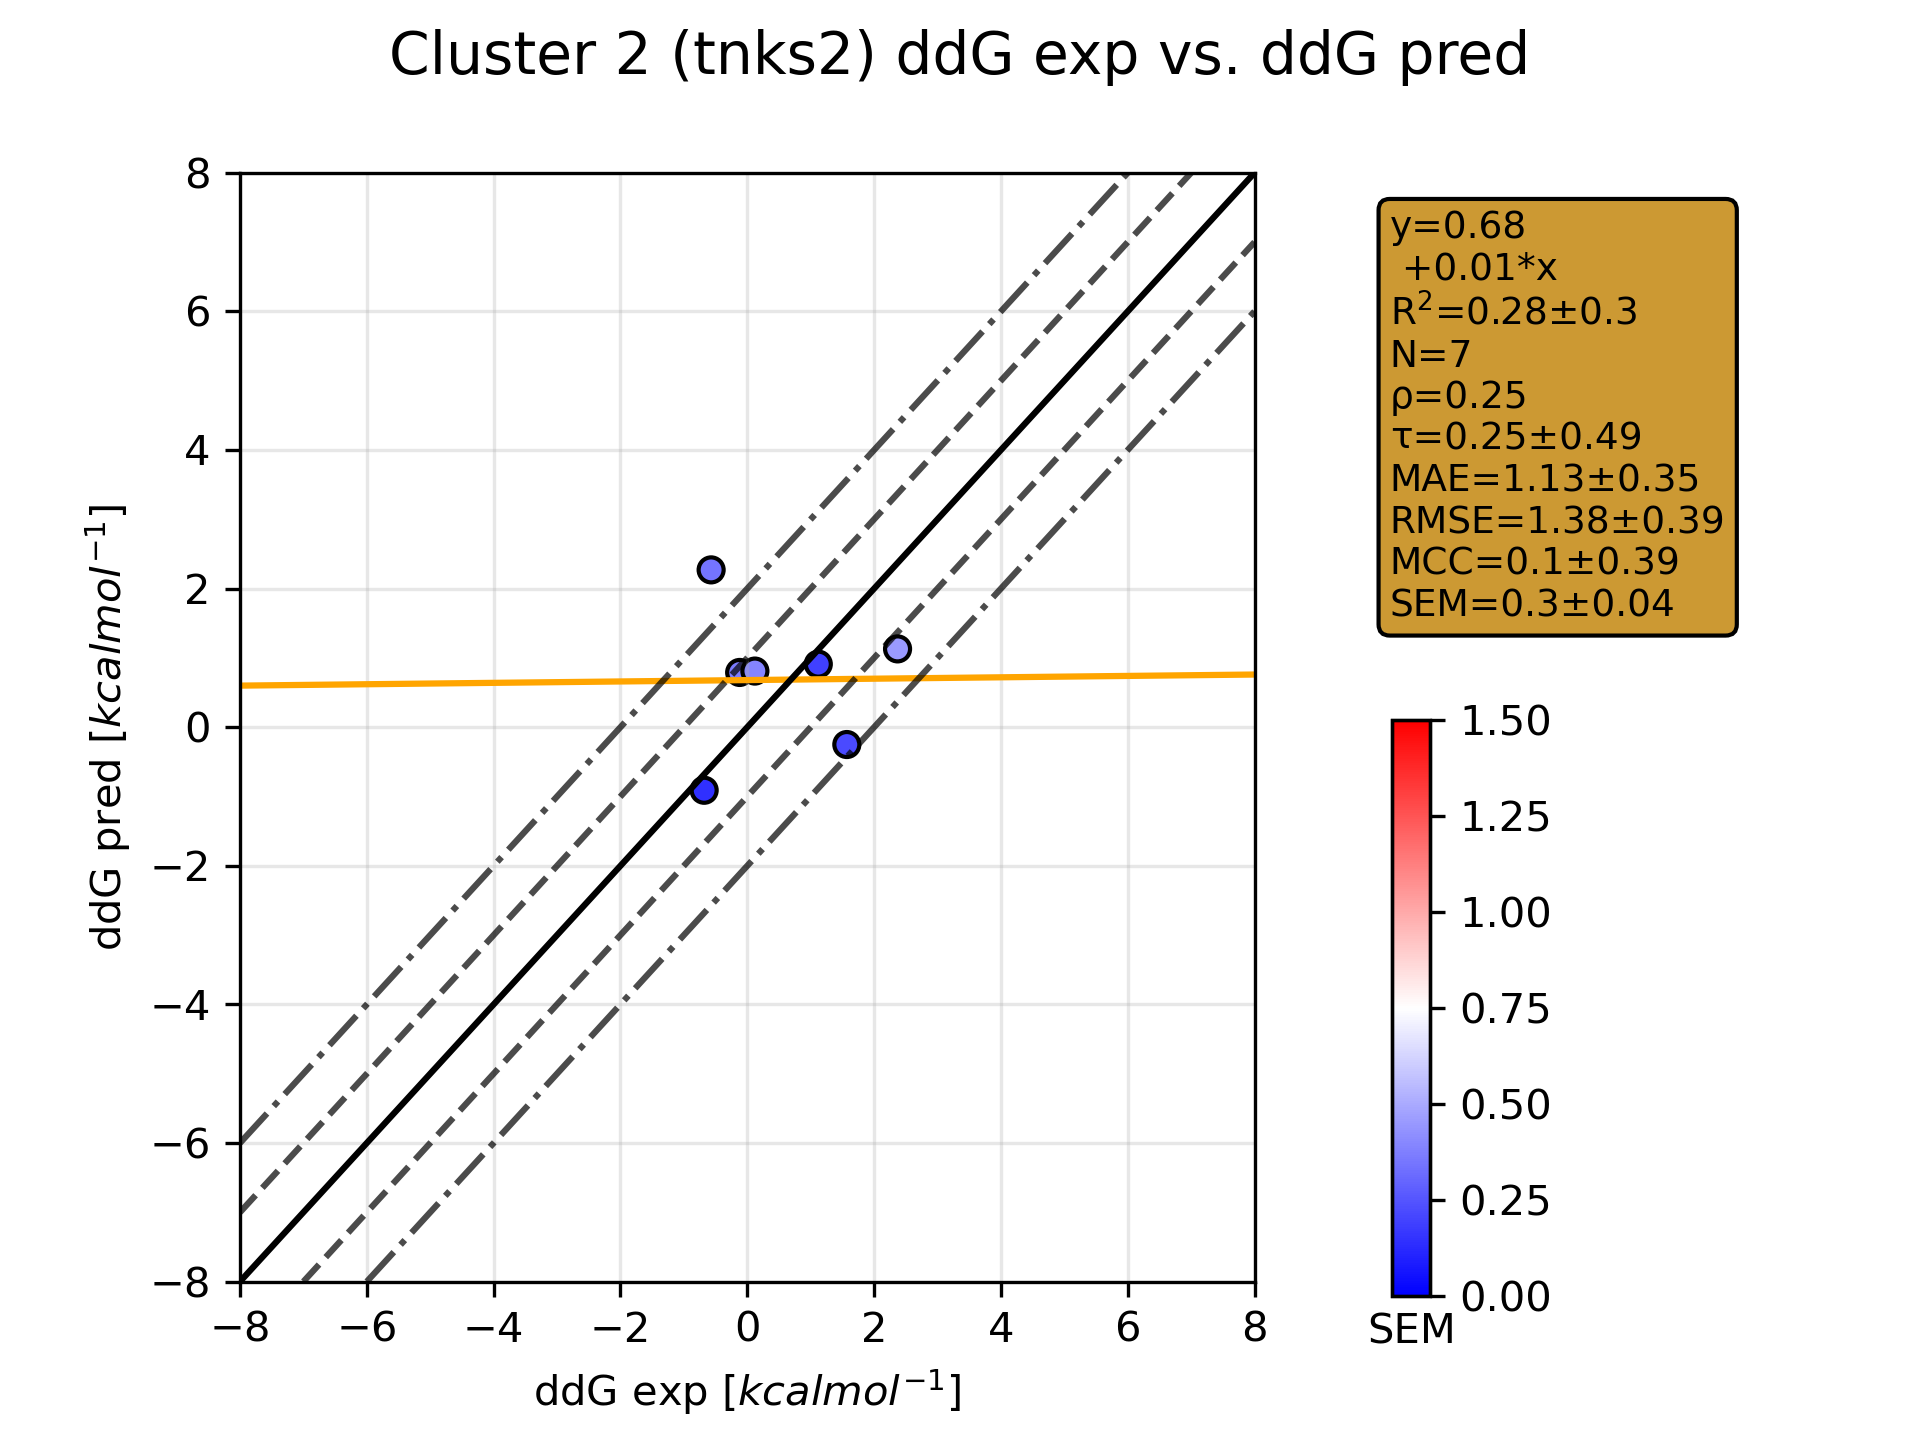 Cluster 2 (tnks2) ddG exp vs. ddG pred
8
6
4
2
0
−2
−4
−6
−8
−8 −6 −4 −2 0 2 4 6 8
ddG pred [kcalmol⁻¹]
ddG exp [kcalmol⁻¹]
y=0.68
+0.01*x
R²=0.28±0.3
N=7
ρ=0.25
τ=0.25±0.49
MAE=1.13±0.35
RMSE=1.38±0.39
MCC=0.1±0.39
SEM=0.3±0.04
1.50
1.25
1.00
0.75
0.50
0.25
0.00
SEM